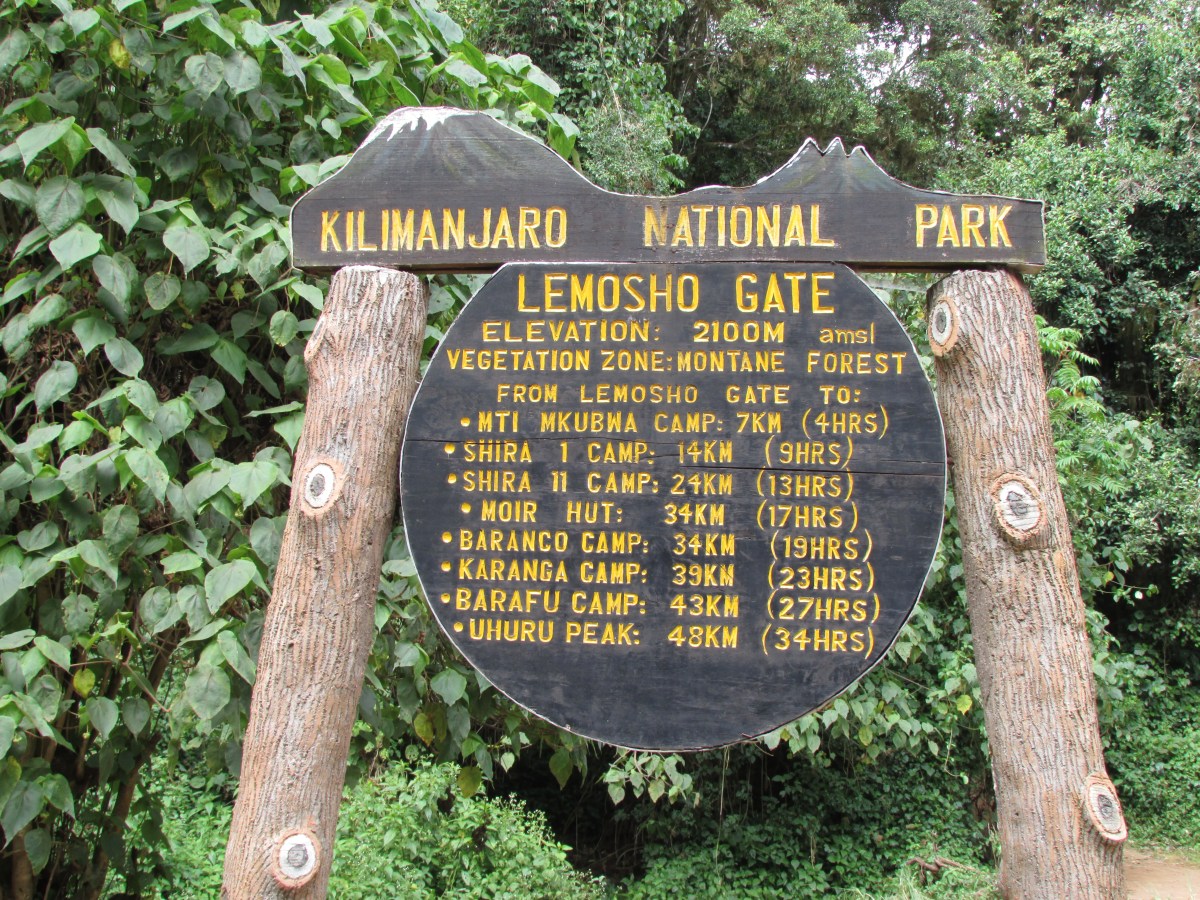 KILIMANJARO NATIONAL PARK
LEMOSHO GATE
ELEVATION: 2100M amsl
VEGETATION ZONE: MONTANE FOREST
FROM LEMOSHO GATE TO:
• MTI MKUBWA CAMP: 7KM (4HRS)
• SHIRA 1 CAMP: 14KM (9HRS)
• SHIRA 11 CAMP: 24KM (13HRS)
• MOIR HUT: 34KM (17HRS)
• BARANCO CAMP: 34KM (19HRS)
• KARANGA CAMP: 39KM (23HRS)
• BARAFU CAMP: 43KM (27HRS)
• UHURU PEAK: 48KM (34HRS)